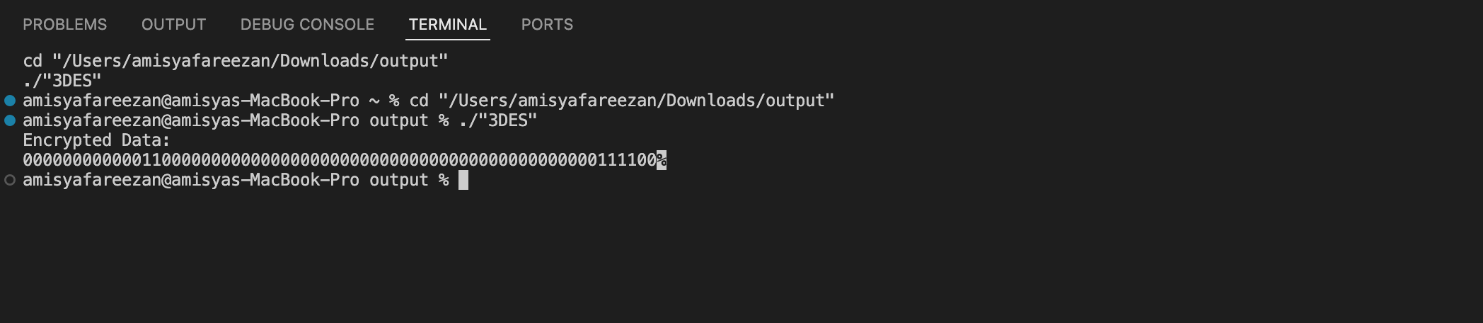 PROBLEMS OUTPUT DEBUG CONSOLE TERMINAL PORTS
cd "/Users/amisyafareezan/Downloads/output"
./"3DES"
amisyafareezan@amisyas-MacBook-Pro ~ % cd "/Users/amisyafareezan/Downloads/output"
amisyafareezan@amisyas-MacBook-Pro output % ./"3DES"
Encrypted Data:
0000000000001100000000000000000000000000000000000000000000111100%
amisyafareezan@amisyas-MacBook-Pro output %